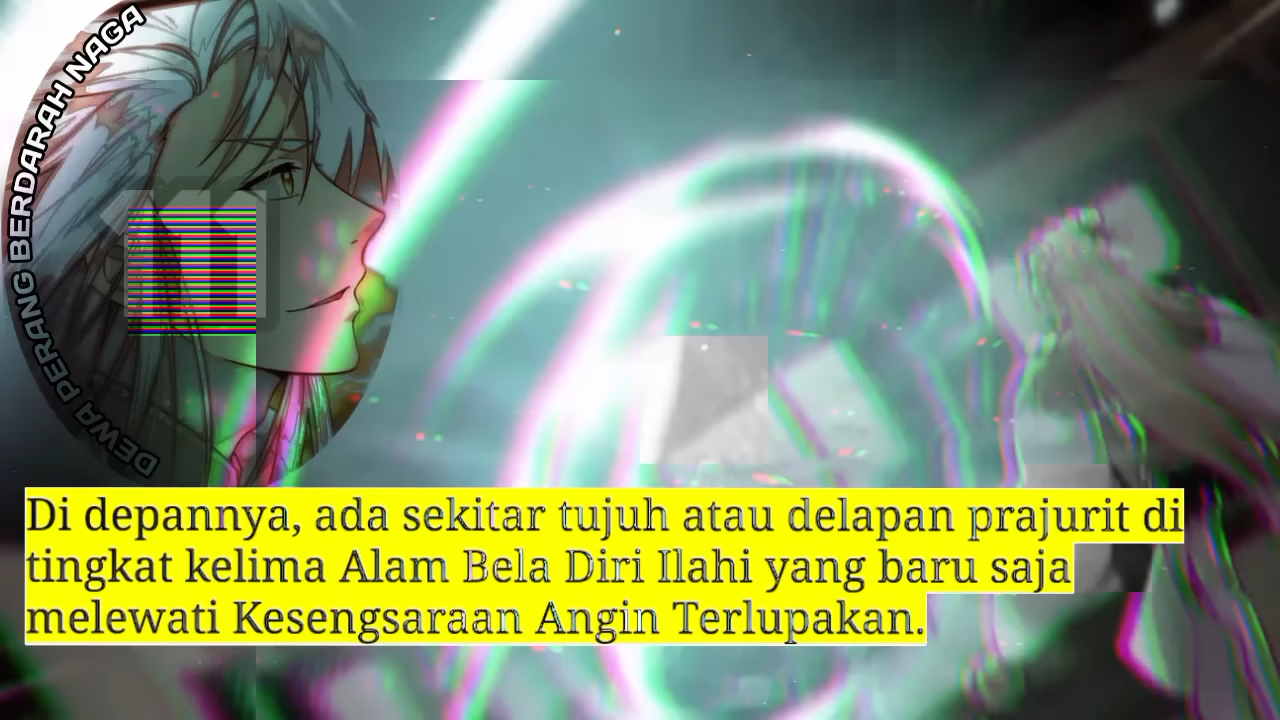 DEWA PERANG BERDARAH NAGA
Di depannya, ada sekitar tujuh atau delapan prajurit di
tingkat kelima Alam Bela Diri Ilahi yang baru saja
melewati Kesengsaraan Angin Terlupakan.